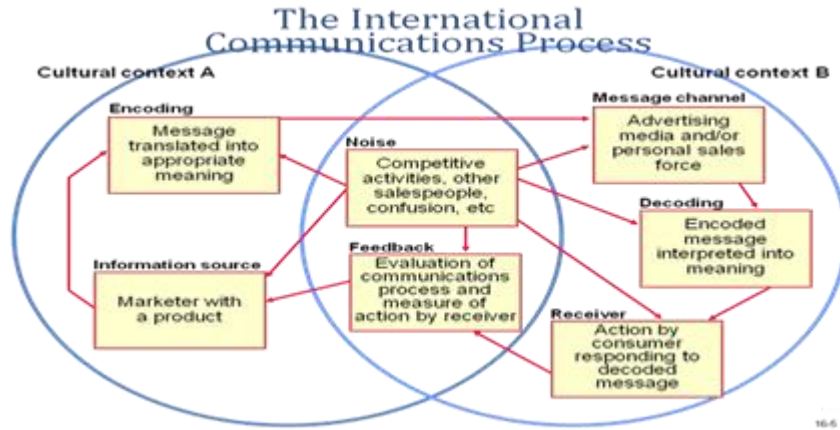 The International
Communications Process
Cultural context A
Cultural context B
Encoding
Message
translated into
appropriate
meaning
Noise
Competitive
activities, other
salespeople,
confusion, etc
Message channel
Advertising
media and/or
personal sales
force
Decoding
Encoded
message
interpreted into
meaning
Feedback
Evaluation of
communications
process and
measure of
action by receiver
Information source
Marketer with
a product
Receiver
Action by
consumer
responding to
decoded
message
16-5